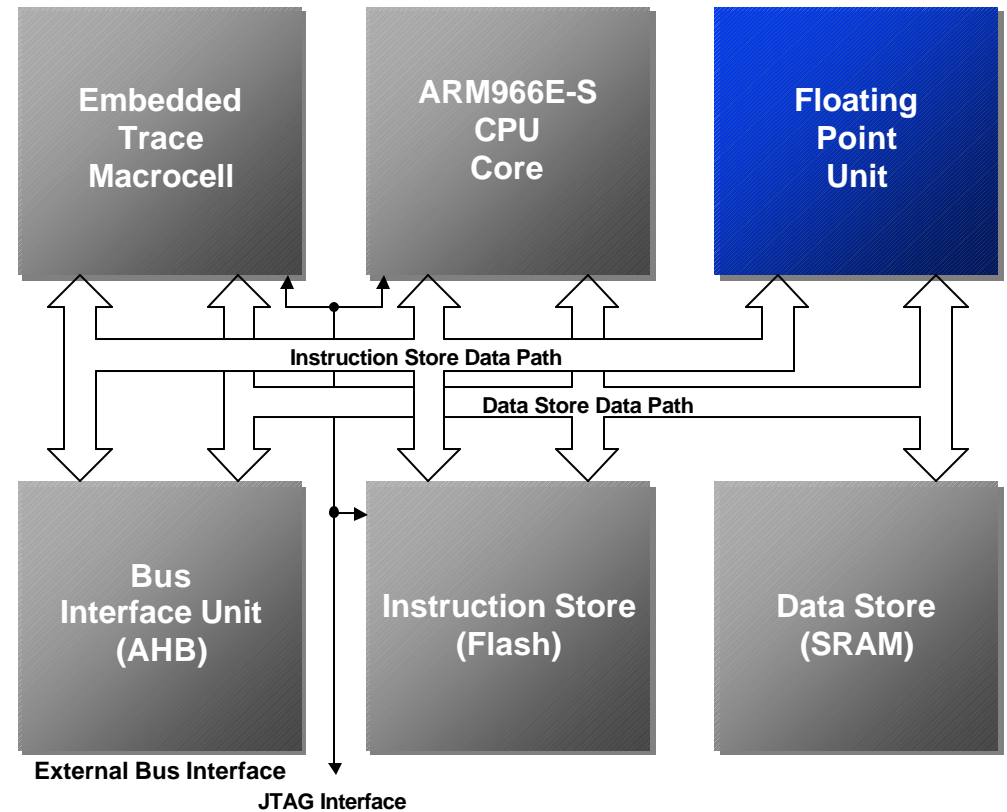 Embedded
Trace
Macrocell
ARM966E-S
CPU
Core
Floating
Point
Unit
Instruction Store Data Path
Data Store Data Path
Bus
Interface Unit
(AHB)
Instruction Store
(Flash)
Data Store
(SRAM)
External Bus Interface
JTAG Interface